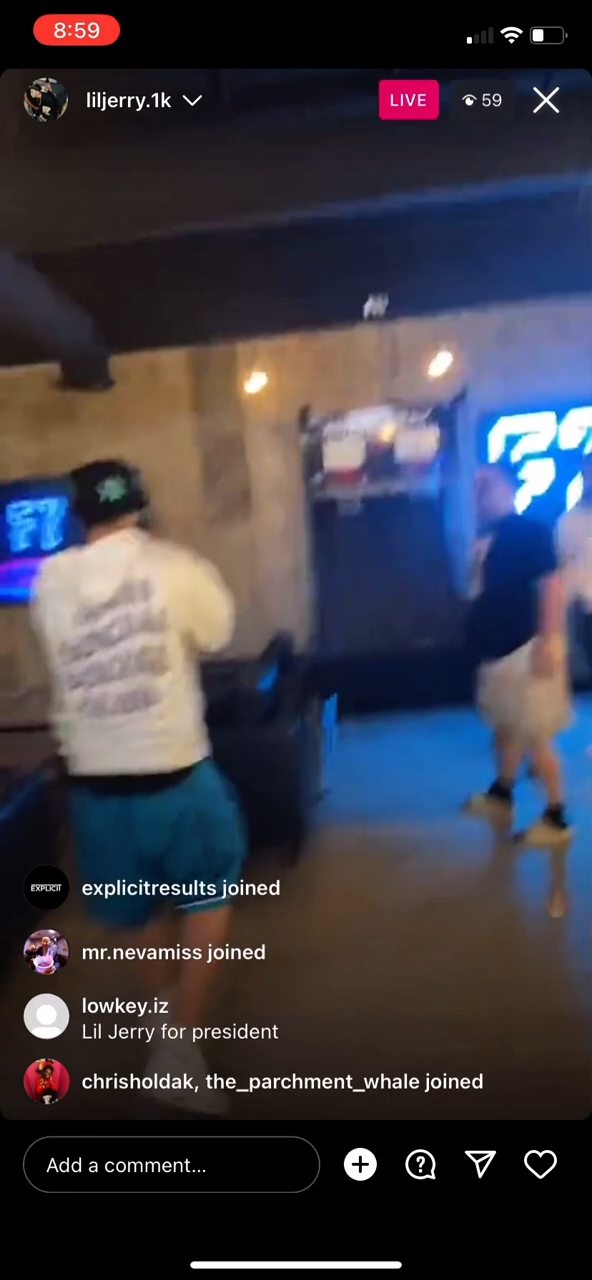 8:59
liljerry.1k
LIVE
59
EXPLICIT
explicitresults joined
mr.nevamiss joined
lowkey.iz
Lil Jerry for president
chrisholdak, the_parchment_whale joined
Add a comment...